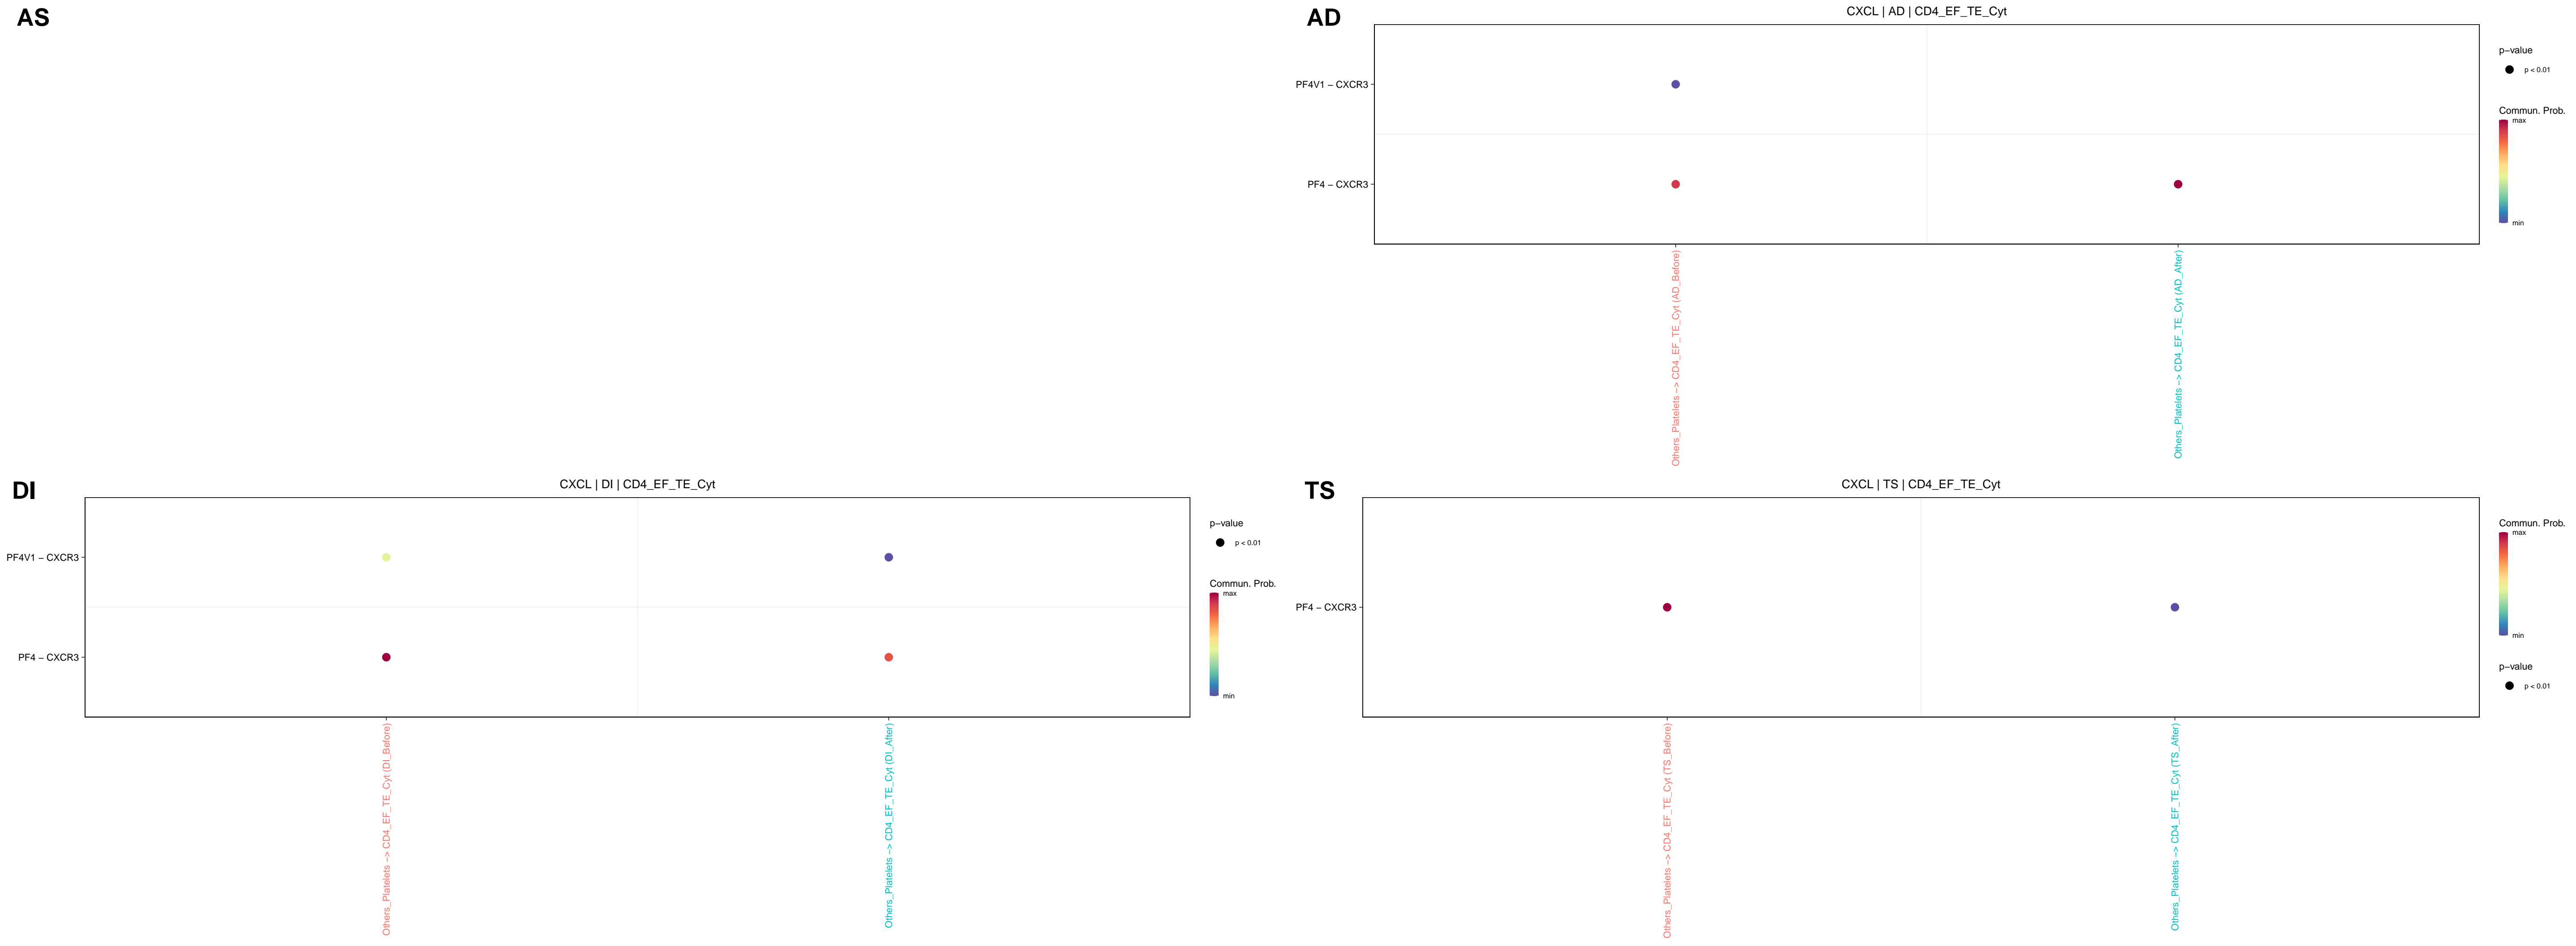 AS
AD
CXCL | AD | CD4_EF_TE_Cyt
PF4V1 − CXCR3
PF4 − CXCR3
Others_Platelets −> CD4_EF_TE_Cyt (AD_Before)
Others_Platelets −> CD4_EF_TE_Cyt (AD_After)
p−value
p < 0.01
Commun. Prob.
max
min
DI
CXCL | DI | CD4_EF_TE_Cyt
PF4V1 − CXCR3
PF4 − CXCR3
Others_Platelets −> CD4_EF_TE_Cyt (DI_Before)
Others_Platelets −> CD4_EF_TE_Cyt (DI_After)
p−value
p < 0.01
Commun. Prob.
max
min
TS
CXCL | TS | CD4_EF_TE_Cyt
PF4 − CXCR3
Others_Platelets −> CD4_EF_TE_Cyt (TS_Before)
Others_Platelets −> CD4_EF_TE_Cyt (TS_After)
Commun. Prob.
max
min
p−value
p < 0.01